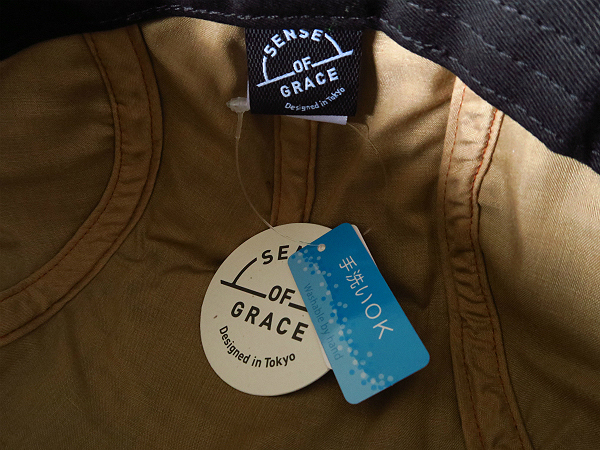 SENSE
OF
GRACE
Designed in Tokyo
SENSE
OF
GRACE
Designed in Tokyo
手洗いOK
Washable by hand